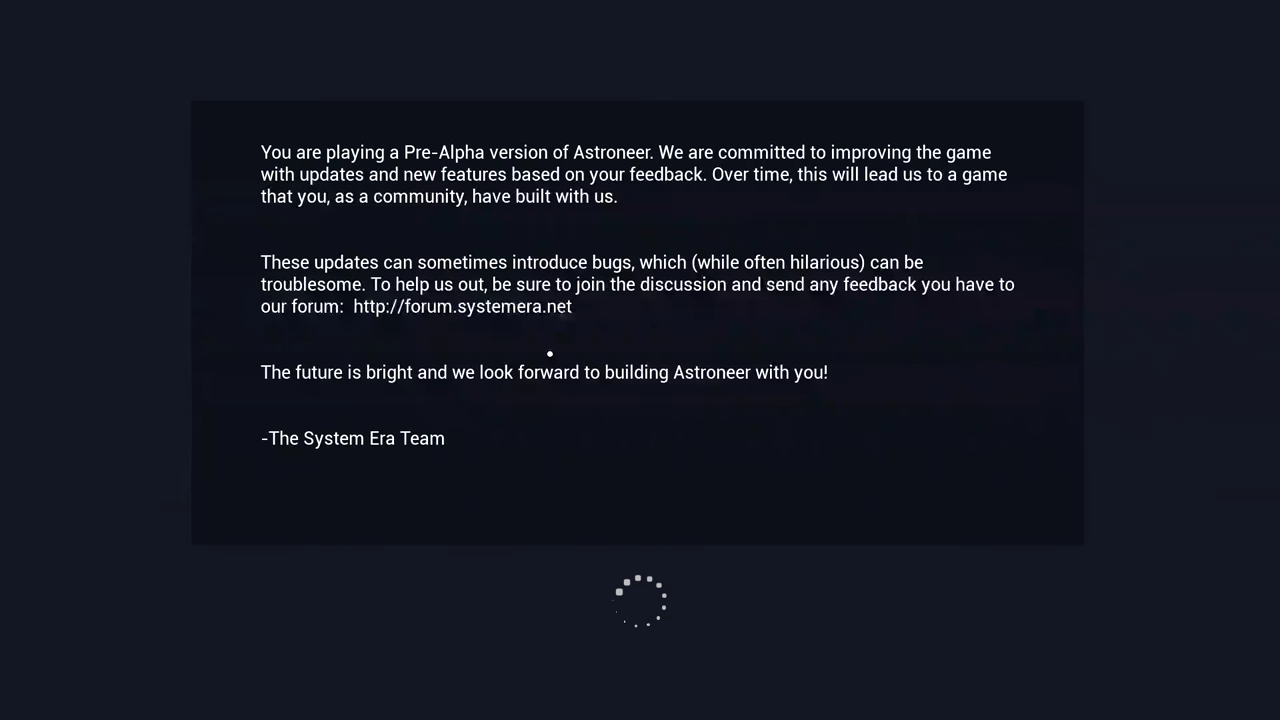 You are playing a Pre-Alpha version of Astroneer. We are committed to improving the game
with updates and new features based on your feedback. Over time, this will lead us to a game
that you, as a community, have built with us.
These updates can sometimes introduce bugs, which (while often hilarious) can be
troublesome. To help us out, be sure to join the discussion and send any feedback you have to
our forum:  http://forum.systemera.net
The future is bright and we look forward to building Astroneer with you!
-The System Era Team